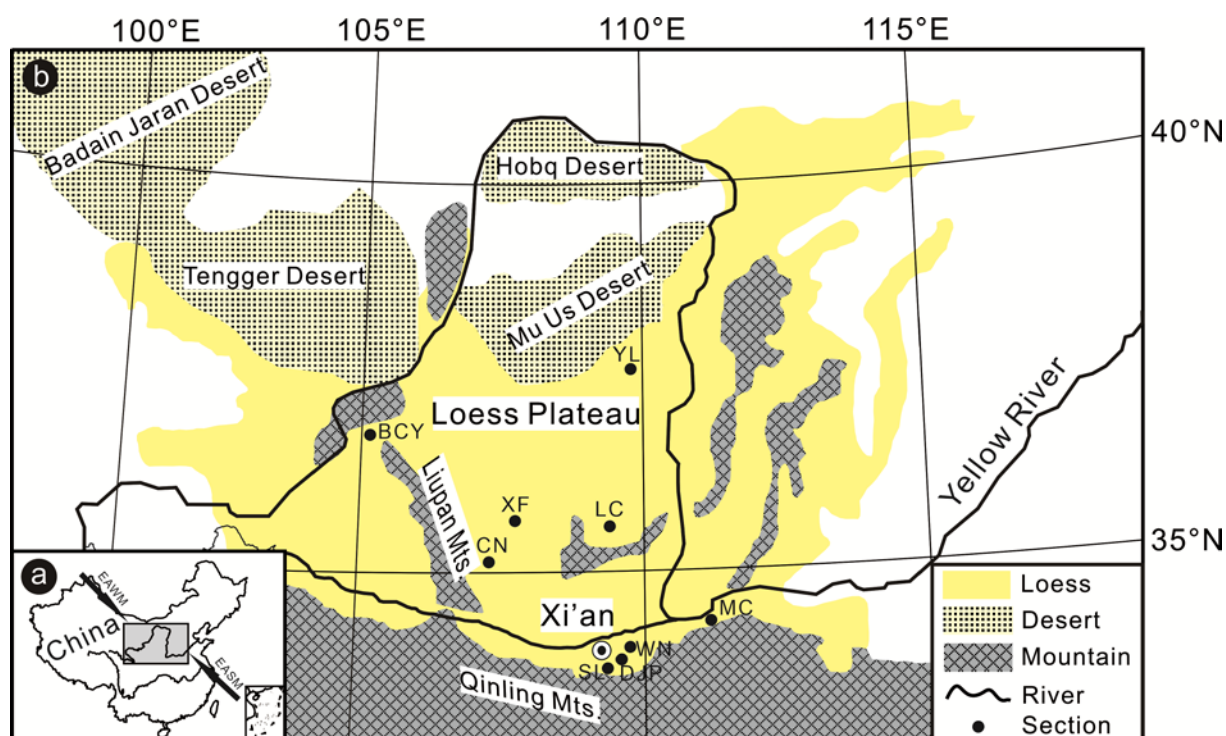 100°E
105°E
110°E
115°E
b
Badain Jaran Desert
40°N
Hobq Desert
Tengger Desert
Mu Us Desert
YL
Loess Plateau
BCY
Liupan Mts.
XF
LC
CN
Yellow River
35°N
Xi'an
MC
WN
SL
DJP
Qinling Mts.
a
EAWM
China
EASM
Loess
Desert
Mountain
River
Section